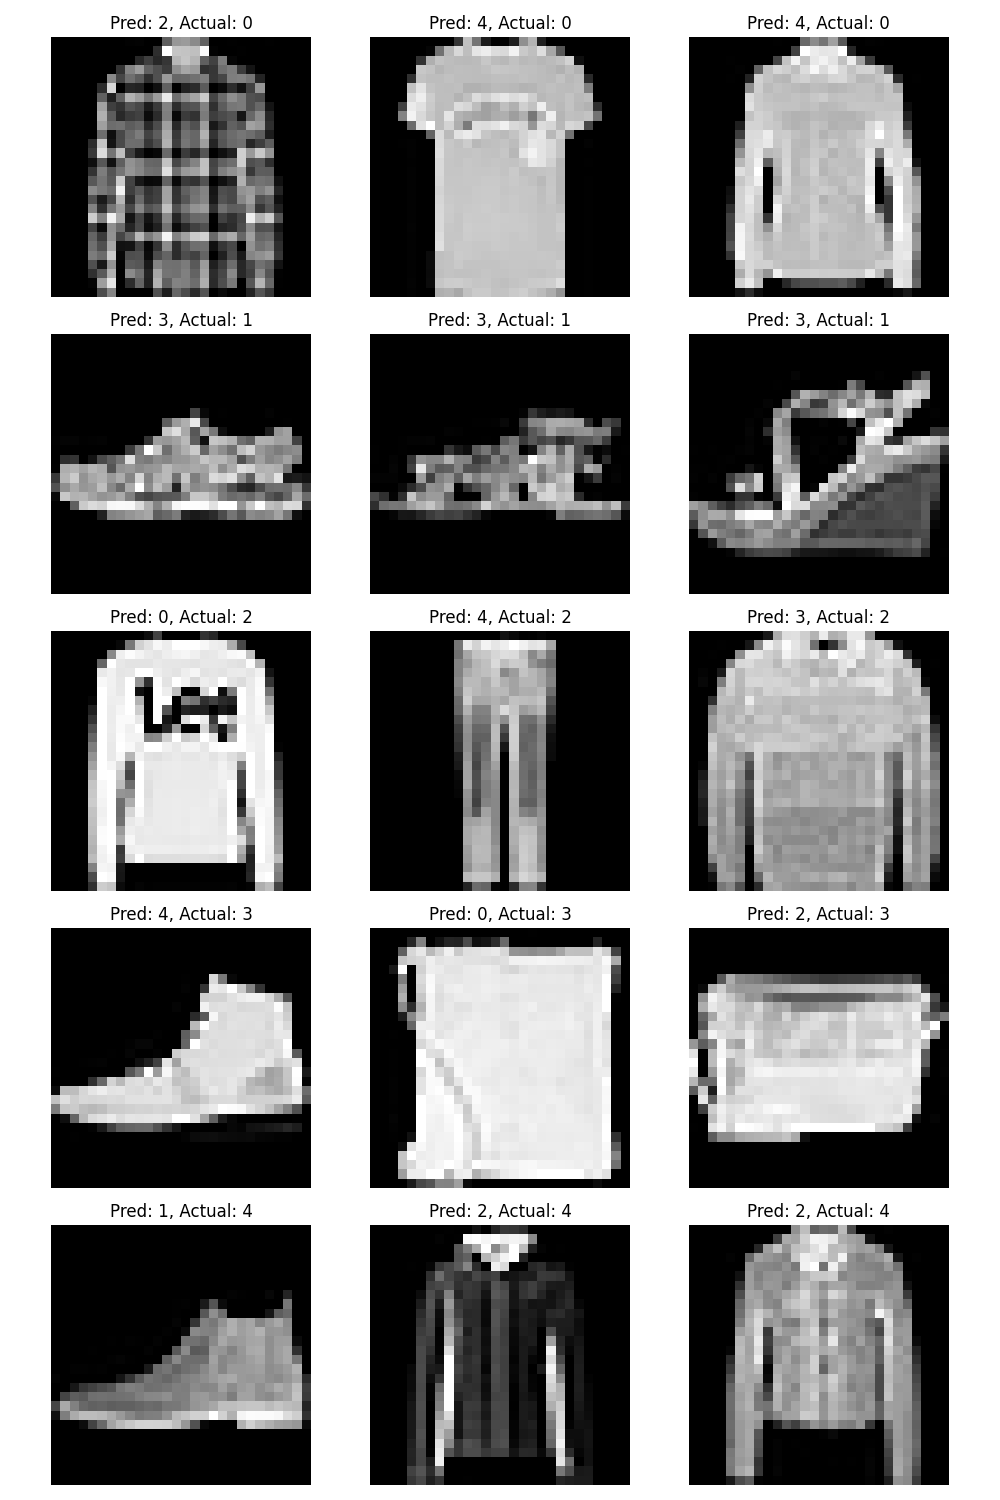 Pred: 2, Actual: 0
Pred: 4, Actual: 0
Pred: 4, Actual: 0
Pred: 3, Actual: 1
Pred: 3, Actual: 1
Pred: 3, Actual: 1
Pred: 0, Actual: 2
Pred: 4, Actual: 2
Pred: 3, Actual: 2
Pred: 4, Actual: 3
Pred: 0, Actual: 3
Pred: 2, Actual: 3
Pred: 1, Actual: 4
Pred: 2, Actual: 4
Pred: 2, Actual: 4